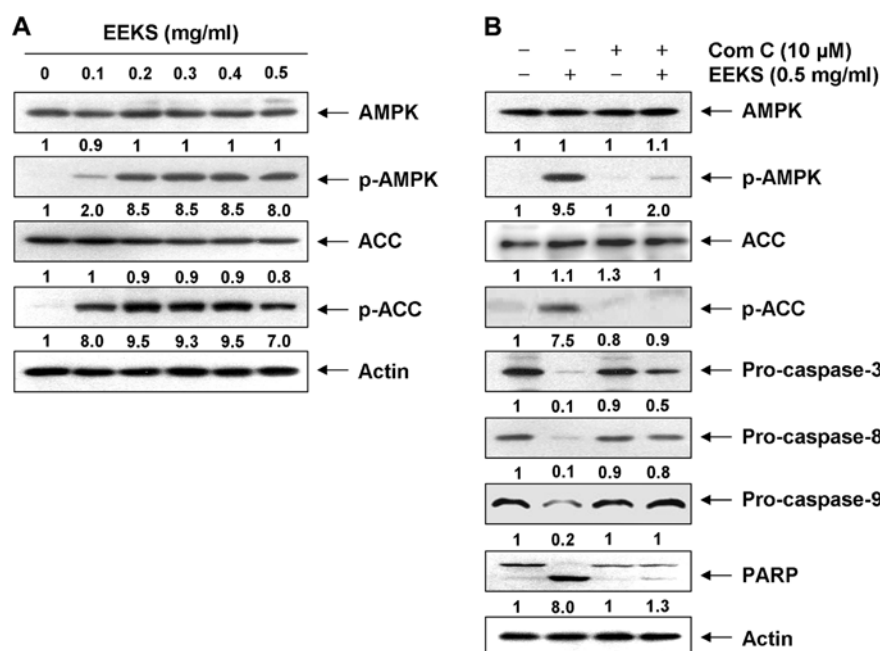 A
EEKS (mg/ml)
0 0.1 0.2 0.3 0.4 0.5
AMPK
1 0.9 1 1 1 1
p-AMPK
1 2.0 8.5 8.5 8.5 8.0
ACC
1 1 0.9 0.9 0.9 0.8
p-ACC
1 8.0 9.5 9.3 9.5 7.0
Actin
B
– – + + Com C (10 µM)
– + – + EEKS (0.5 mg/ml)
AMPK
1 1 1 1.1
p-AMPK
1 9.5 1 2.0
ACC
1 1.1 1.3 1
p-ACC
1 7.5 0.8 0.9
Pro-caspase-3
1 0.1 0.9 0.5
Pro-caspase-8
1 0.1 0.9 0.8
Pro-caspase-9
1 0.2 1 1
PARP
1 8.0 1 1.3
Actin